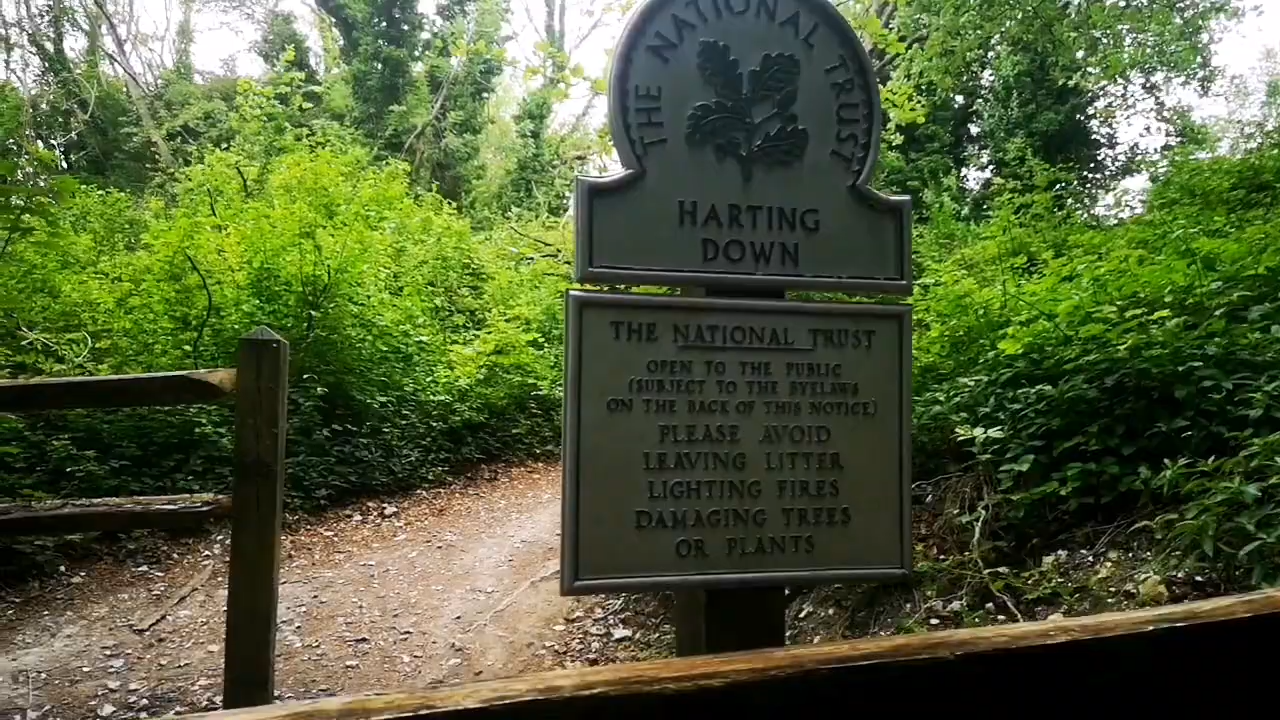 THE NATIONAL TRUST
HARTING
DOWN
THE NATIONAL TRUST
OPEN TO THE PUBLIC
(SUBJECT TO THE BYELAWS
ON THE BACK OF THIS NOTICE)
PLEASE AVOID
LEAVING LITTER
LIGHTING FIRES
DAMAGING TREES
OR PLANTS